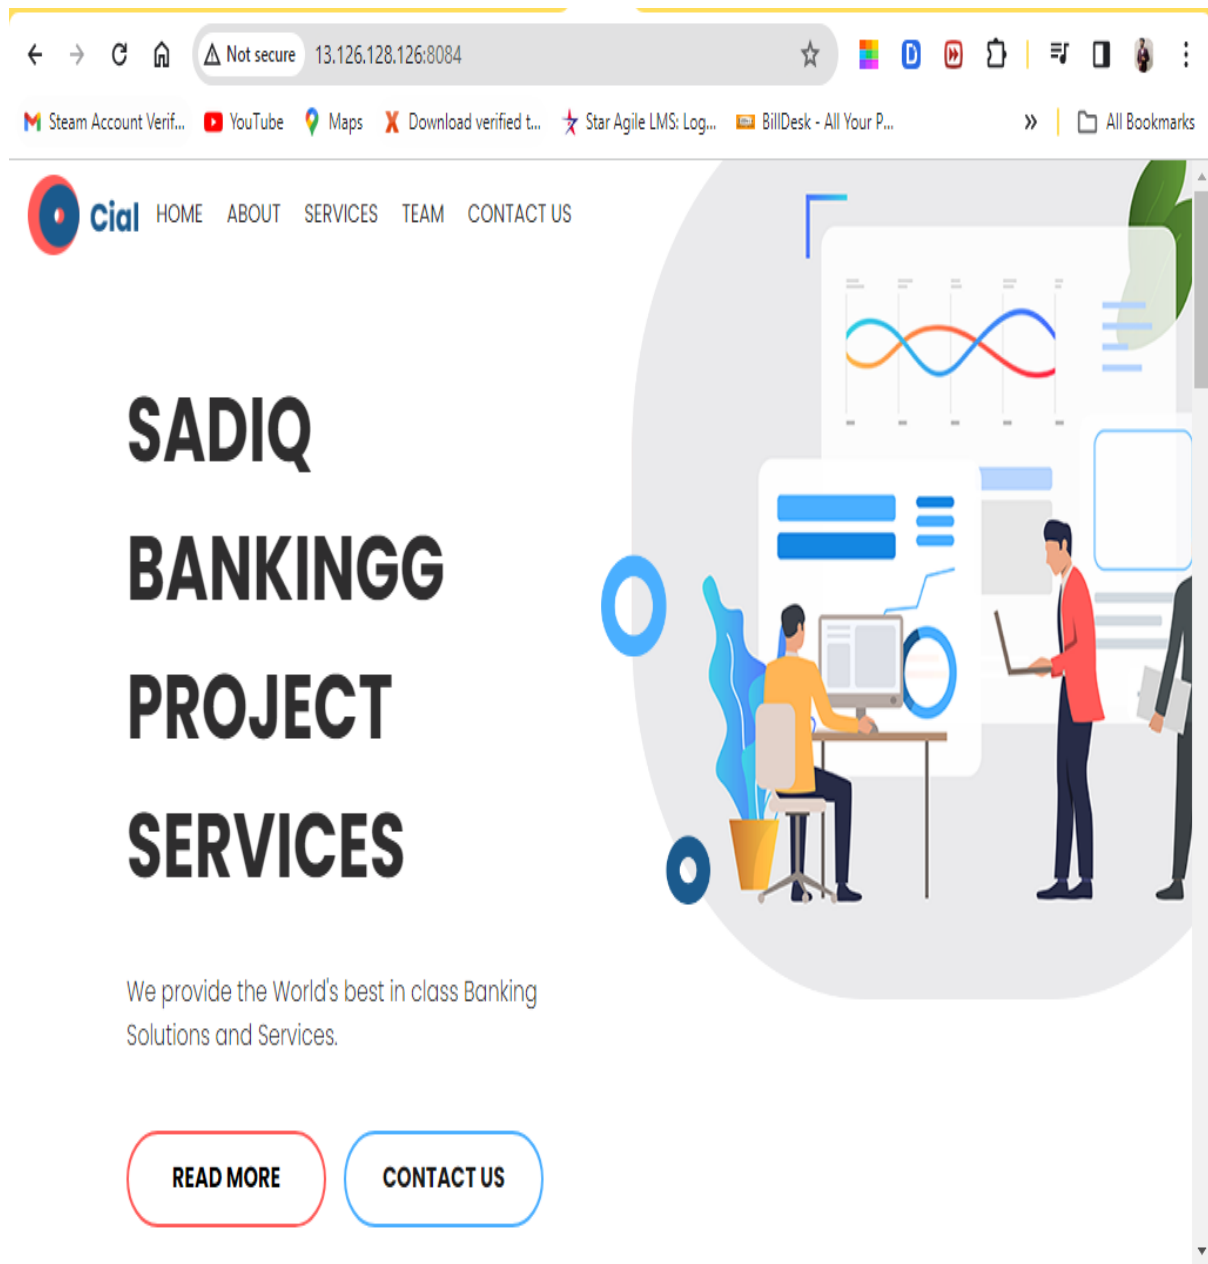 Not secure 13.126.128.126:8084
Steam Account Verif... YouTube Maps Download verified t... Star Agile LMS: Log... BillDesk - All Your P... » All Bookmarks
Cial HOME ABOUT SERVICES TEAM CONTACT US
SADIQ
BANKINGG
PROJECT
SERVICES
We provide the World's best in class Banking
Solutions and Services.
READ MORE CONTACT US